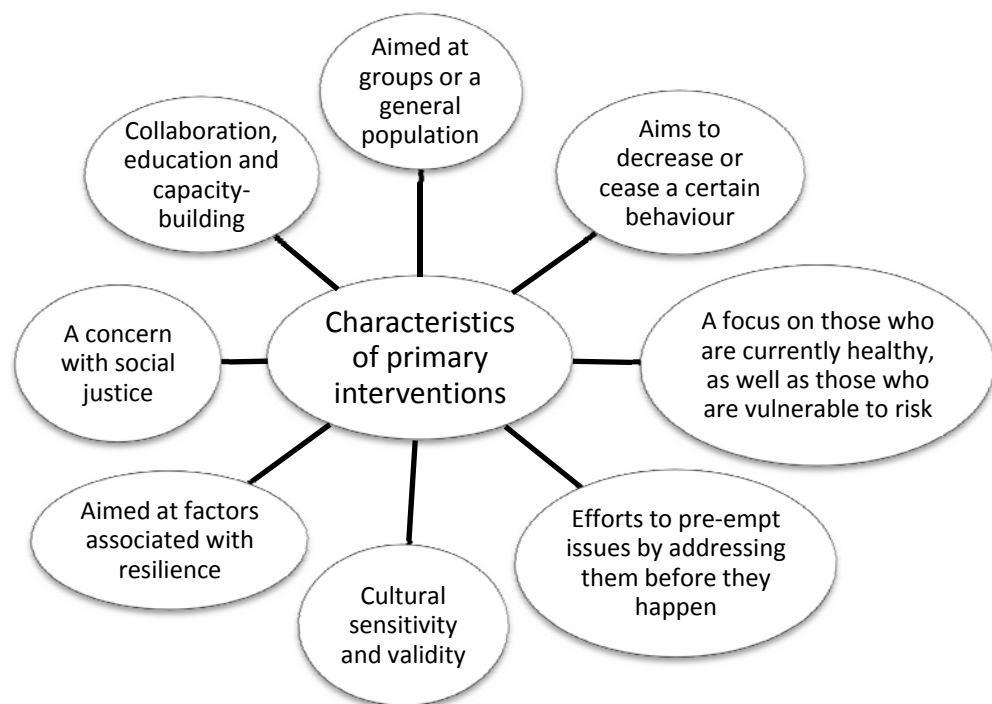 Aimed at
groups or a
general
population
Collaboration,
education and
capacity-
building
Aims to
decrease or
cease a certain
behaviour
A concern
with social
justice
Characteristics
of primary
interventions
A focus on those who
are currently healthy,
as well as those who
are vulnerable to risk
Aimed at factors
associated with
resilience
Cultural
sensitivity
and validity
Efforts to pre-empt
issues by addressing
them before they
happen